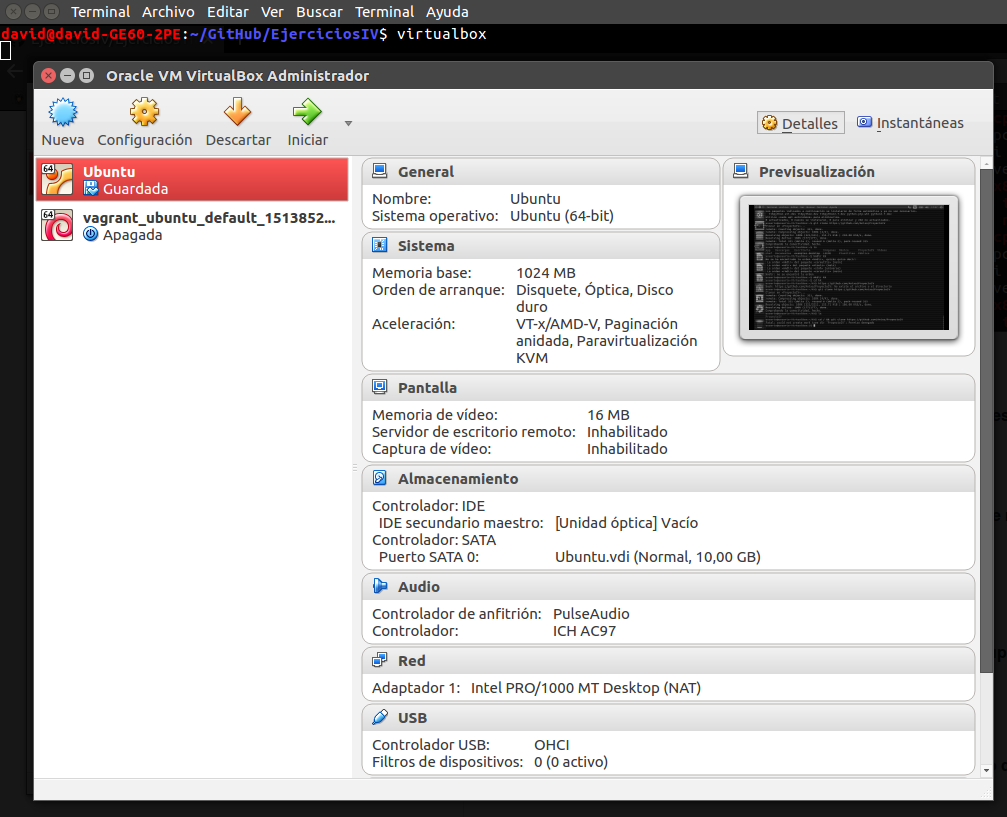 Terminal Archivo Editar Ver Buscar Terminal Ayuda
david@david-GE60-2PE:~/GitHub/EjerciciosIV$ virtualbox
Oracle VM VirtualBox Administrador
Nueva Configuración Descartar Iniciar Detalles Instantáneas
64 Ubuntu
Guardada
64 vagrant_ubuntu_default_1513852...
Apagada
General
Nombre: Ubuntu
Sistema operativo: Ubuntu (64-bit)
Previsualización
Sistema
Memoria base: 1024 MB
Orden de arranque: Disquete, Óptica, Disco
duro
Aceleración: VT-x/AMD-V, Paginación
anidada, Paravirtualización
KVM
Pantalla
Memoria de vídeo: 16 MB
Servidor de escritorio remoto: Inhabilitado
Captura de vídeo: Inhabilitado
Almacenamiento
Controlador: IDE
IDE secundario maestro: [Unidad óptica] Vacío
Controlador: SATA
Puerto SATA 0: Ubuntu.vdi (Normal, 10,00 GB)
Audio
Controlador de anfitrión: PulseAudio
Controlador: ICH AC97
Red
Adaptador 1: Intel PRO/1000 MT Desktop (NAT)
USB
Controlador USB: OHCI
Filtros de dispositivos: 0 (0 activo)